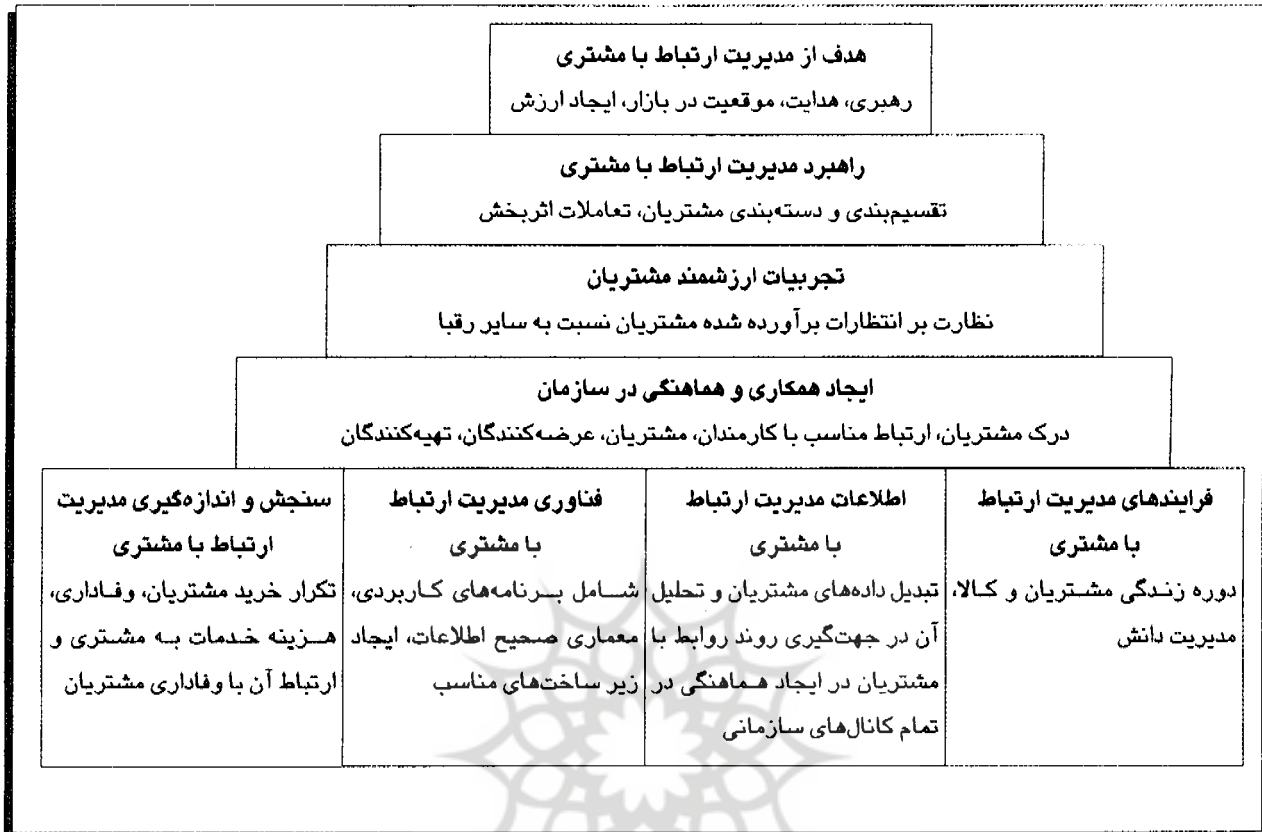 هدف از مدیریت ارتباط با مشتری
رهبری، هدایت، موقعیت در بازار، ایجاد ارزش
راهبرد مدیریت ارتباط با مشتری
تقسیم‌بندی و دسته‌بندی مشتریان، تعاملات اثربخش
تجربیات ارزشمند مشتریان
نظارت بر انتظارات برآورده شده مشتریان نسبت به سایر رقبا
ایجاد همکاری و هماهنگی در سازمان
درک مشتریان، ارتباط مناسب با کارمندان، مشتریان، عرضه‌کنندگان، تهیه‌کنندگان
فرایندهای مدیریت ارتباط
با مشتری
دوره زندگی مشتریان و کالا،
مدیریت دانش
اطلاعات مدیریت ارتباط
با مشتری
تبدیل داده‌های مشتریان و تحلیل
آن در جهت‌گیری روند روابط با
مشتریان در ایجاد هماهنگی در
تمام کانال‌های سازمانی
فناوری مدیریت ارتباط
با مشتری
شامل برنامه‌های کاربردی،
معماری صحیح اطلاعات، ایجاد
زیر ساخت‌های مناسب
سنجش و اندازه‌گیری مدیریت
ارتباط با مشتری
تکرار خرید مشتریان، وفاداری،
هزینه خدمات به مشتری و
ارتباط آن با وفاداری مشتریان